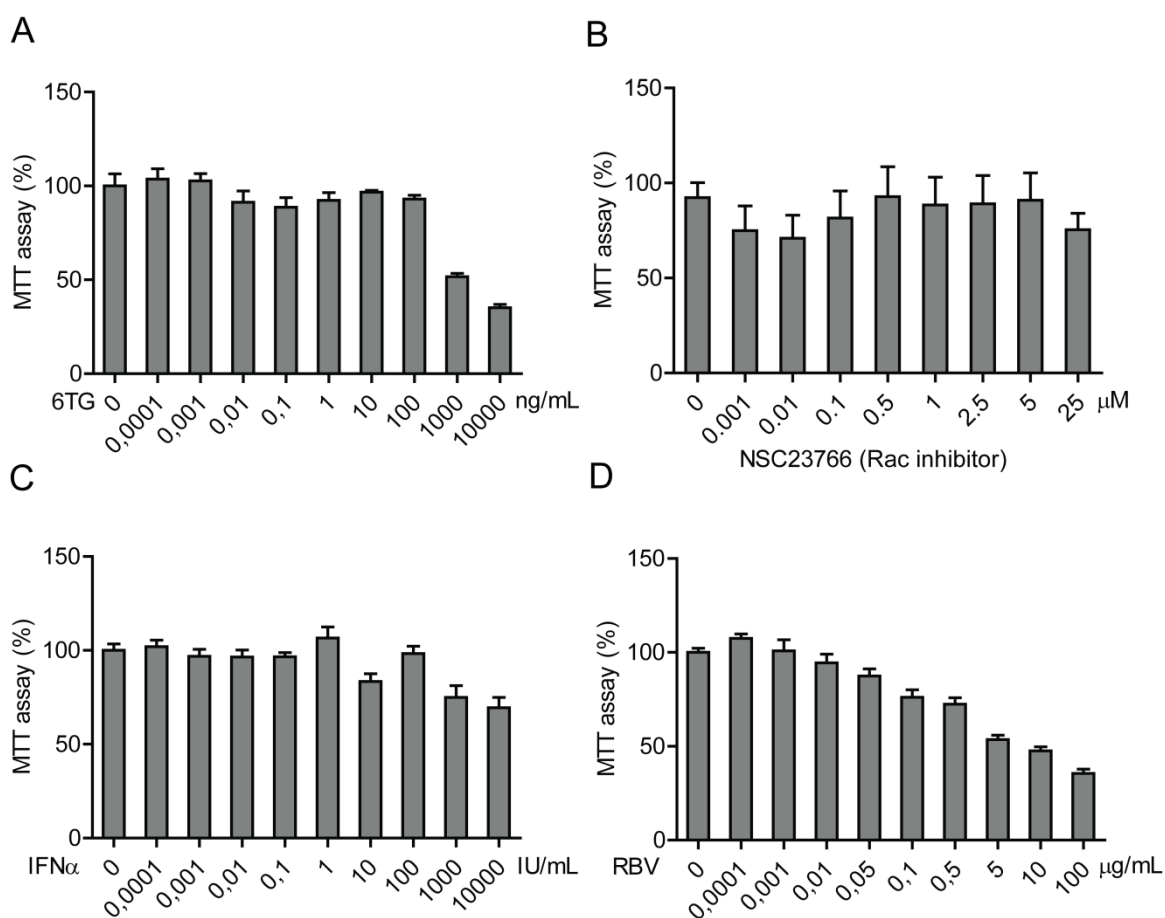 A
MTT assay (%)
150
100
50
0
6TG 0 0,0001 0,001 0,01 0,1 1 10 100 1000 10000 ng/mL
B
MTT assay (%)
150
100
50
0
0 0.001 0.01 0.1 0.5 1 2.5 5 25 μM
NSC23766 (Rac inhibitor)
C
MTT assay (%)
150
100
50
0
IFNα 0 0,0001 0,001 0,01 0,1 1 10 100 1000 10000 IU/mL
D
MTT assay (%)
150
100
50
0
RBV 0 0,0001 0,001 0,01 0,05 0,1 0,5 5 10 100 μg/mL